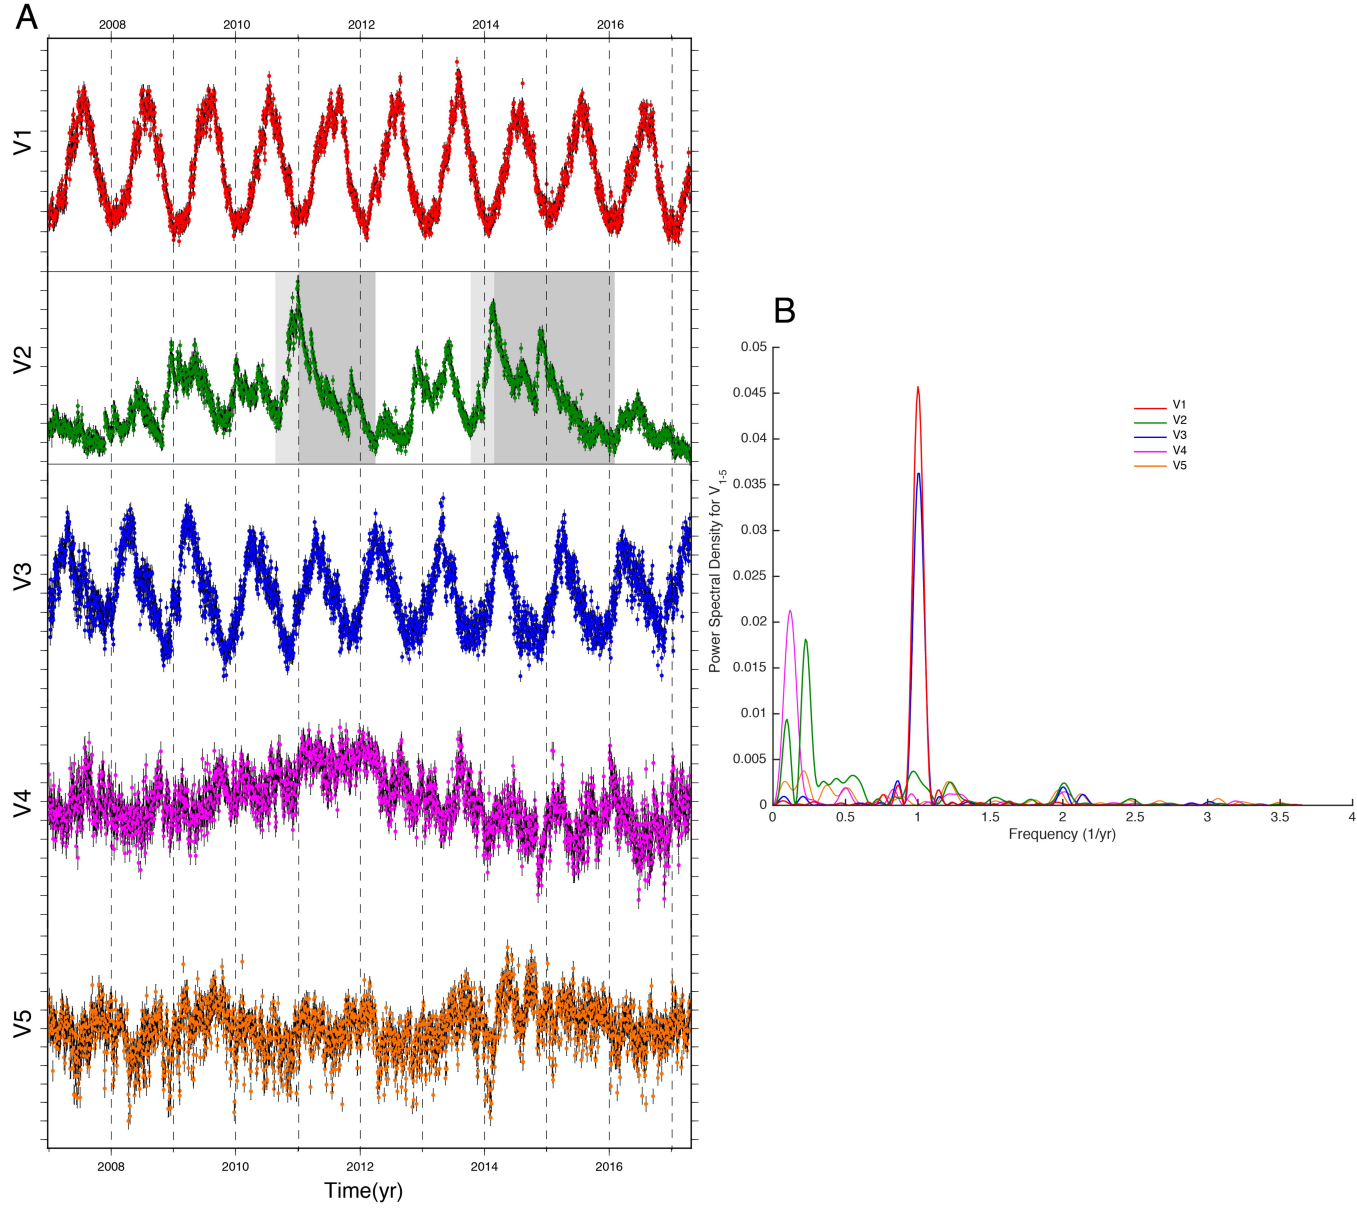 A
2008 2010 2012 2014 2016
V1
V2
V3
V4
V5
2008 2010 2012 2014 2016
Time(yr)
B
0.05
0.045
0.04
0.035
0.03
0.025
0.02
0.015
0.01
0.005
0
Power Spectral Density for V1-5
V1
V2
V3
V4
V5
0 0.5 1 1.5 2 2.5 3 3.5 4
Frequency (1/yr)